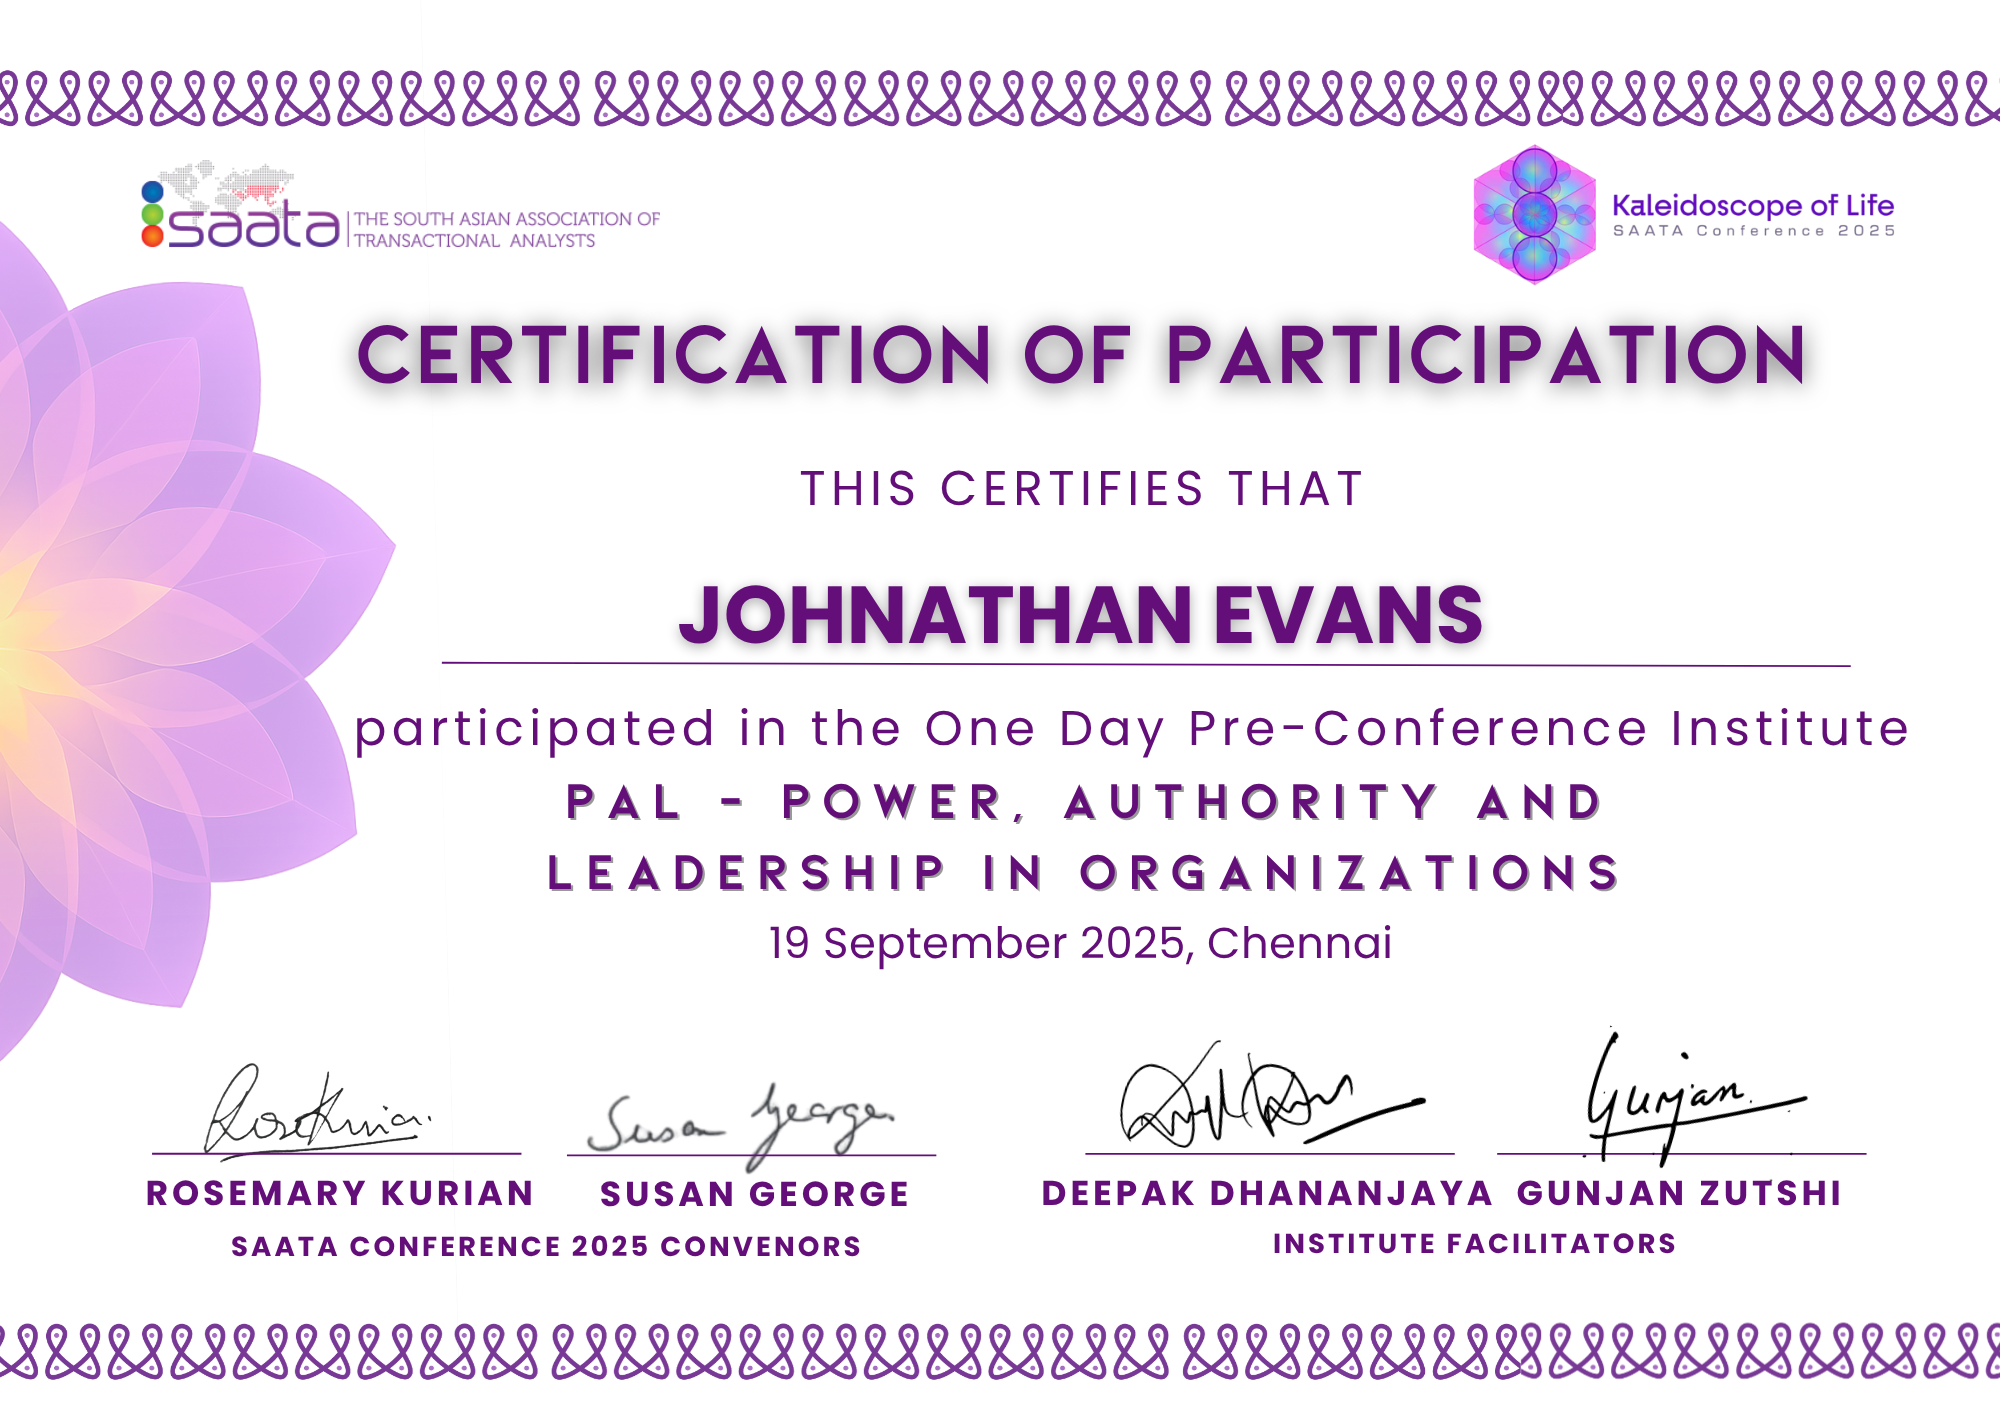 saata
THE SOUTH ASIAN ASSOCIATION OF
TRANSACTIONAL ANALYSTS
Kaleidoscope of Life
SAATA Conference 2025
CERTIFICATION OF PARTICIPATION
THIS CERTIFIES THAT
JOHNATHAN EVANS
participated in the One Day Pre-Conference Institute
PAL - POWER, AUTHORITY AND
LEADERSHIP IN ORGANIZATIONS
19 September 2025, Chennai
Susan George
Gunjan
ROSEMARY KURIAN
SUSAN GEORGE
DEEPAK DHANANJAYA
GUNJAN ZUTSHI
SAATA CONFERENCE 2025 CONVENORS
INSTITUTE FACILITATORS